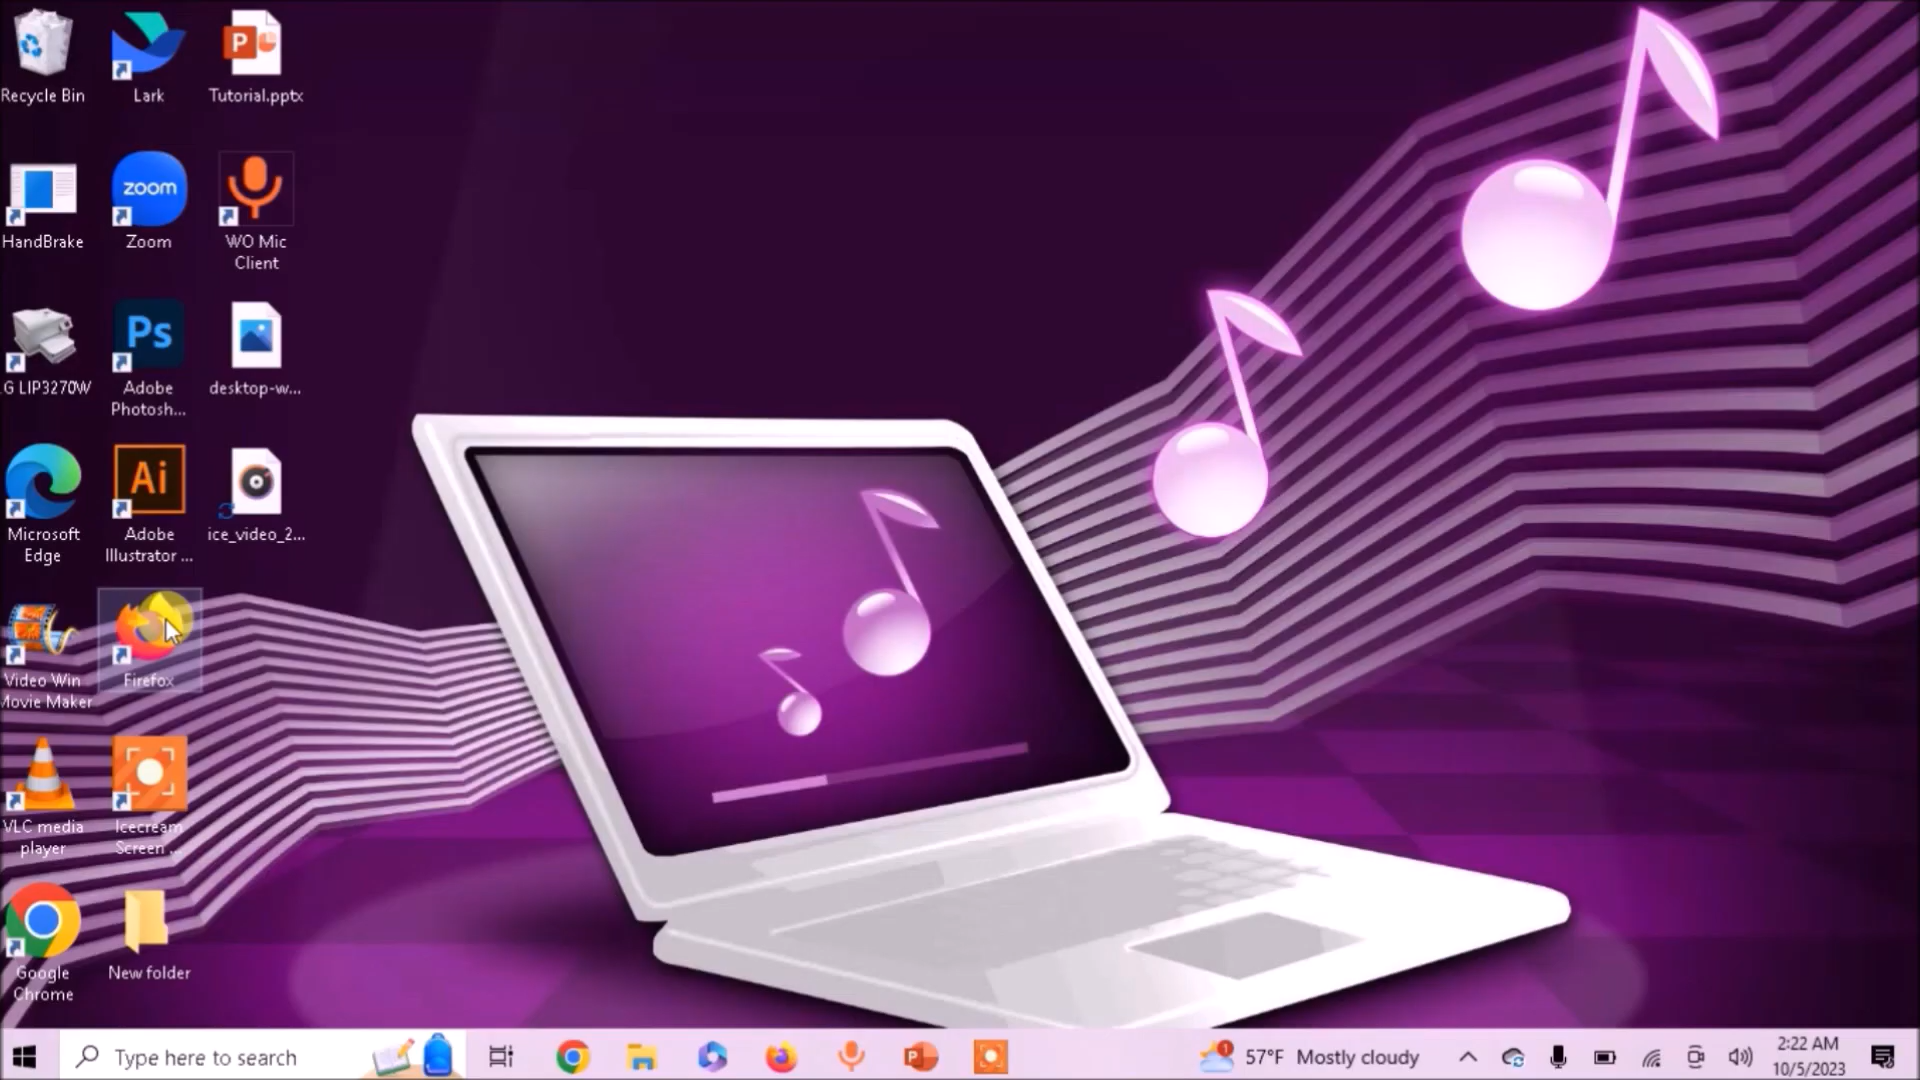 Recycle Bin
Lark
Tutorial.pptx
HandBrake
zoom
Zoom
WO Mic
Client
G LIP3270W
Ps
Adobe
Photosh...
desktop-w...
Microsoft
Edge
Ai
Adobe
Illustrator ...
ice_video_2...
Video Win
Movie Maker
Firefox
VLC media
player
Icecream
Screen ...
Google
Chrome
New folder
Type here to search
1
57°F Mostly cloudy
2:22 AM
10/5/2023